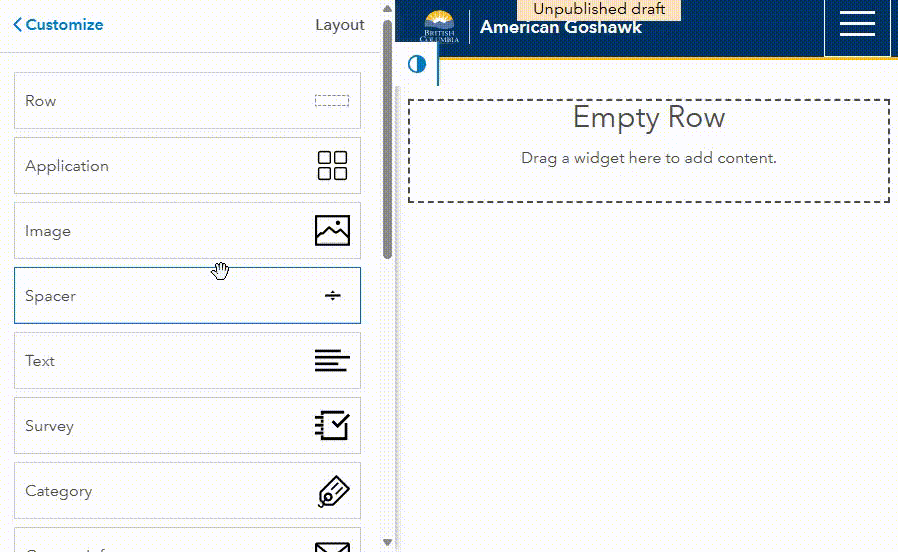 Customize
Layout
Row
Application
Image
Spacer
Text
Survey
Category
Unpublished draft
BRITISH
COLUMBIA
American Goshawk
Empty Row
Drag a widget here to add content.